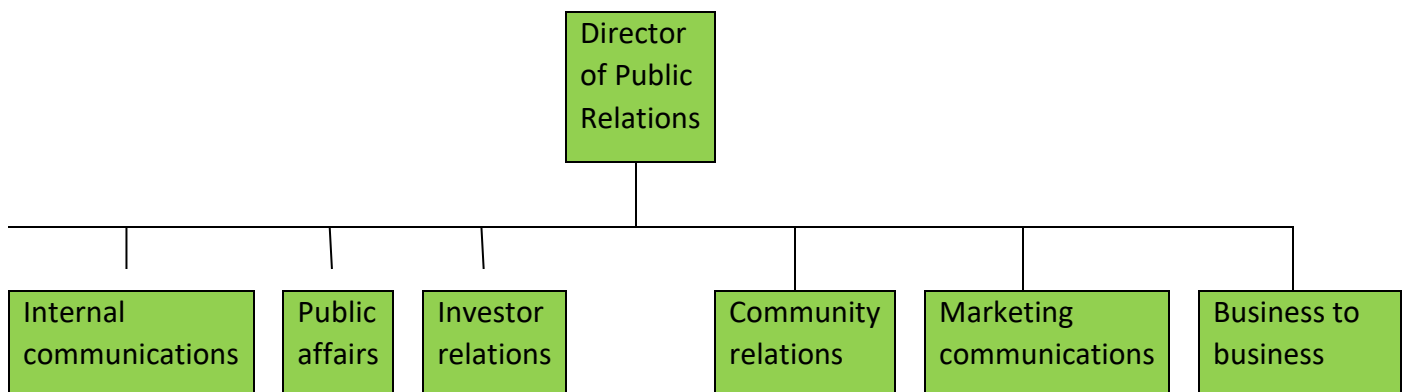 Director
of Public
Relations
Internal
communications
Public
affairs
Investor
relations
Community
relations
Marketing
communications
Business to
business